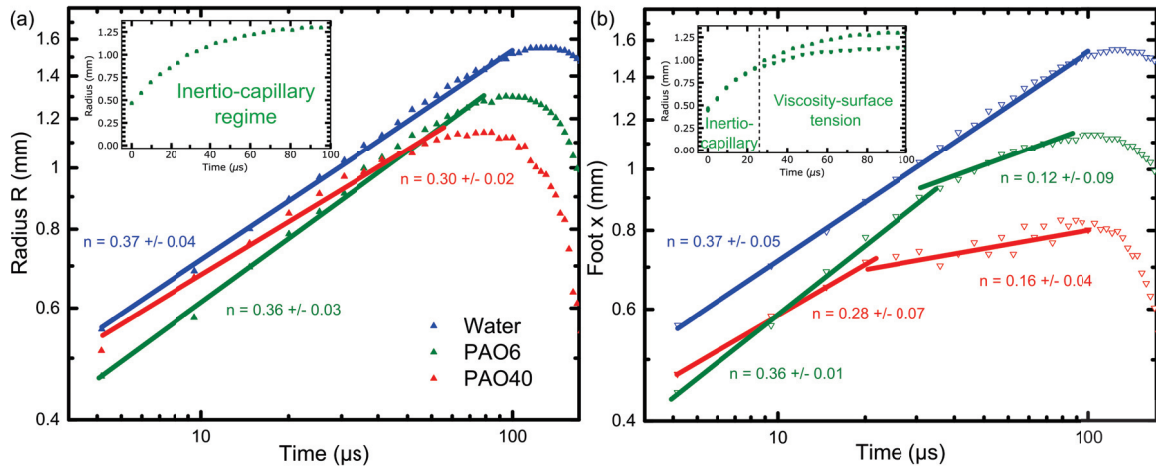 (a)
1.6
1.4
1.2
1
0.8
0.6
0.4
Radius R (mm)
10
100
Time (µs)
1.25
1.00
0.75
0.50
0.25
0.00
Radius (mm)
0
20
40
60
80
100
Time (µs)
Inertio-capillary
regime
n = 0.30 +/- 0.02
n = 0.37 +/- 0.04
n = 0.36 +/- 0.03
Water
PAO6
PAO40
(b)
1.6
1.4
1.2
1
0.8
0.6
0.4
Foot x (mm)
10
100
Time (µs)
1.25
1.00
0.75
0.50
0.25
0.00
Radius (mm)
0
20
40
60
80
100
Time (µs)
Inertio-
capillary
Viscosity-surface
tension
n = 0.12 +/- 0.09
n = 0.37 +/- 0.05
n = 0.16 +/- 0.04
n = 0.28 +/- 0.07
n = 0.36 +/- 0.01